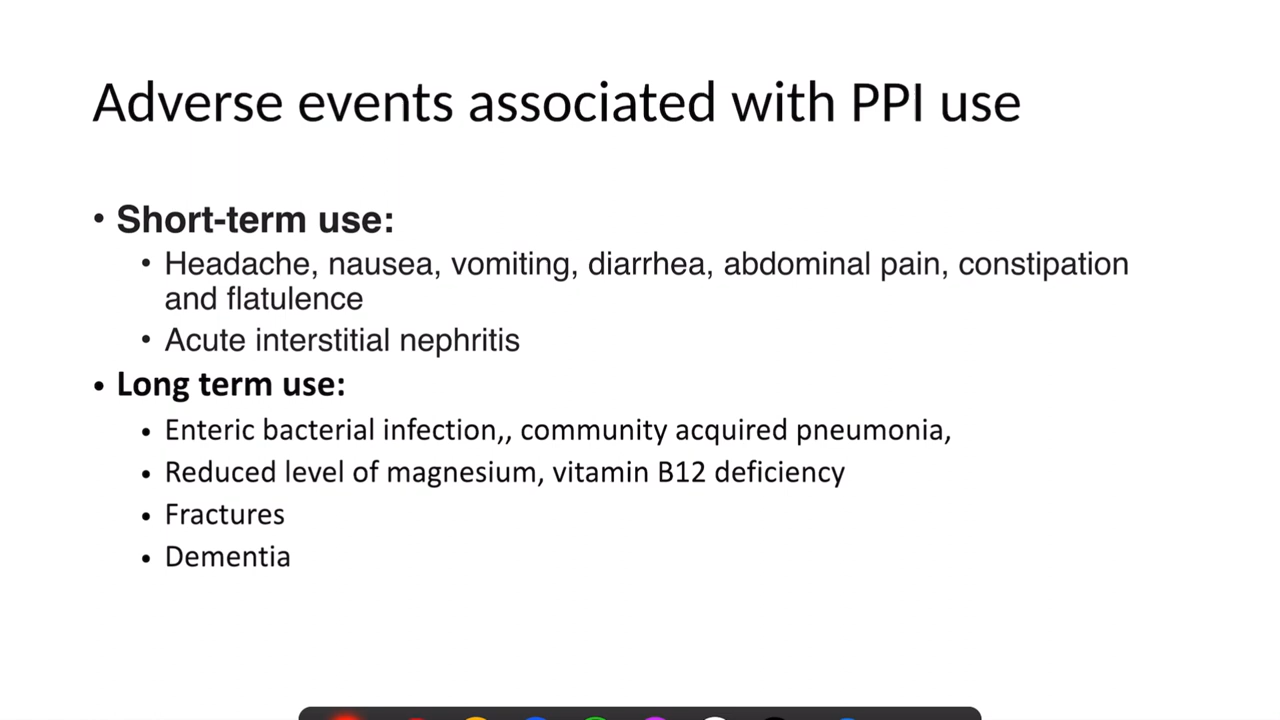 Adverse events associated with PPI use
• Short-term use:
• Headache, nausea, vomiting, diarrhea, abdominal pain, constipation
and flatulence
• Acute interstitial nephritis
• Long term use:
• Enteric bacterial infection,, community acquired pneumonia,
• Reduced level of magnesium, vitamin B12 deficiency
• Fractures
• Dementia